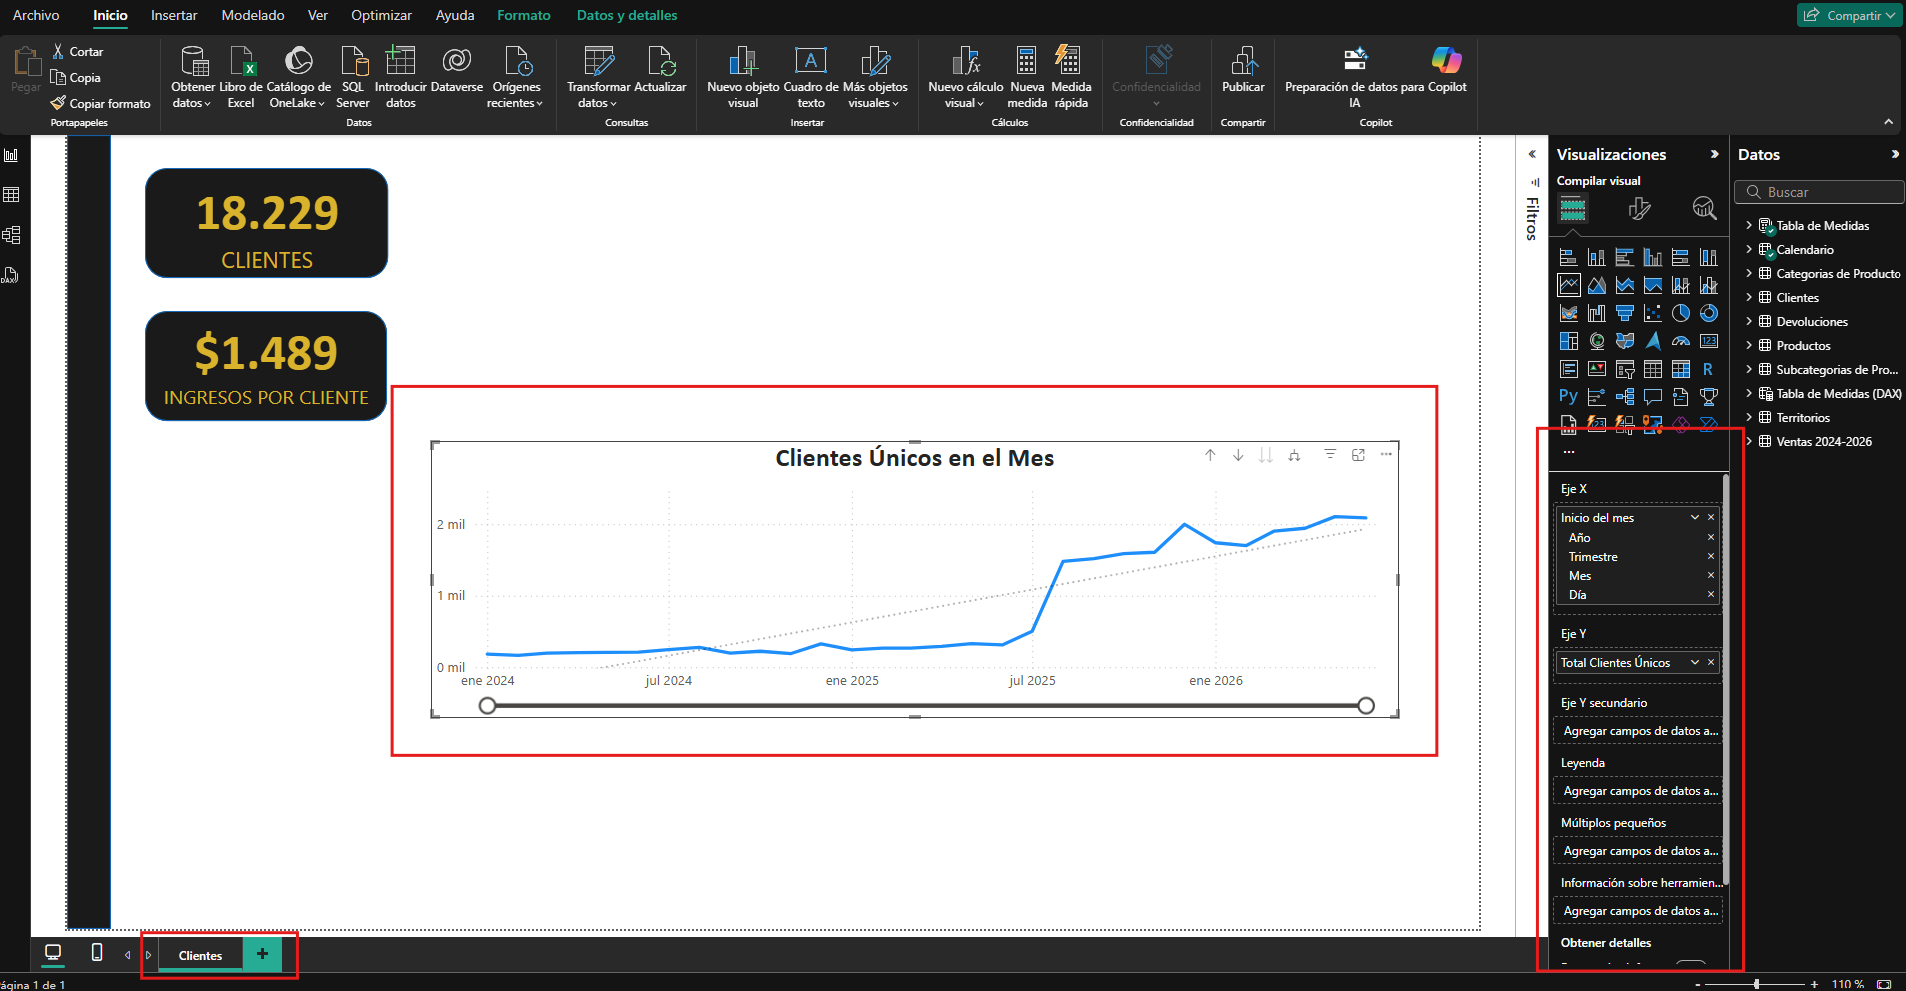 Archivo Inicio Insertar Modelado Ver Optimizar Ayuda Formato Datos y detalles Compartir
Pegar
Cortar
Copia
Copiar formato
Portapapeles
Obtener datos
Libro de Excel
Catálogo de OneLake
SQL Server
Introducir datos
Dataverse
Orígenes recientes
Datos
Transformar datos
Actualizar
Consultas
Nuevo objeto visual
Cuadro de texto
Más objetos visuales
Insertar
Nuevo cálculo visual
Nueva medida
Medida rápida
Cálculos
Confidencialidad
Confidencialidad
Publicar
Compartir
Preparación de datos para IA
Copilot
Copilot
18.229
CLIENTES
$1.489
INGRESOS POR CLIENTE
Clientes Únicos en el Mes
2 mil
1 mil
0 mil
ene 2024 jul 2024 ene 2025 jul 2025 ene 2026
Filtros
Visualizaciones
Compilar visual
123
R
Py
123
...
Eje X
Inicio del mes
Año
Trimestre
Mes
Día
Eje Y
Total Clientes Únicos
Eje Y secundario
Agregar campos de datos a...
Leyenda
Agregar campos de datos a...
Múltiplos pequeños
Agregar campos de datos a...
Información sobre herramien...
Agregar campos de datos a...
Obtener detalles
Datos
Buscar
Tabla de Medidas
Calendario
Categorias de Producto
Clientes
Devoluciones
Productos
Subcategorias de Pro...
Tabla de Medidas (DAX)
Territorios
Ventas 2024-2026
DAX
Clientes +
ágina 1 de 1
- + 110 %